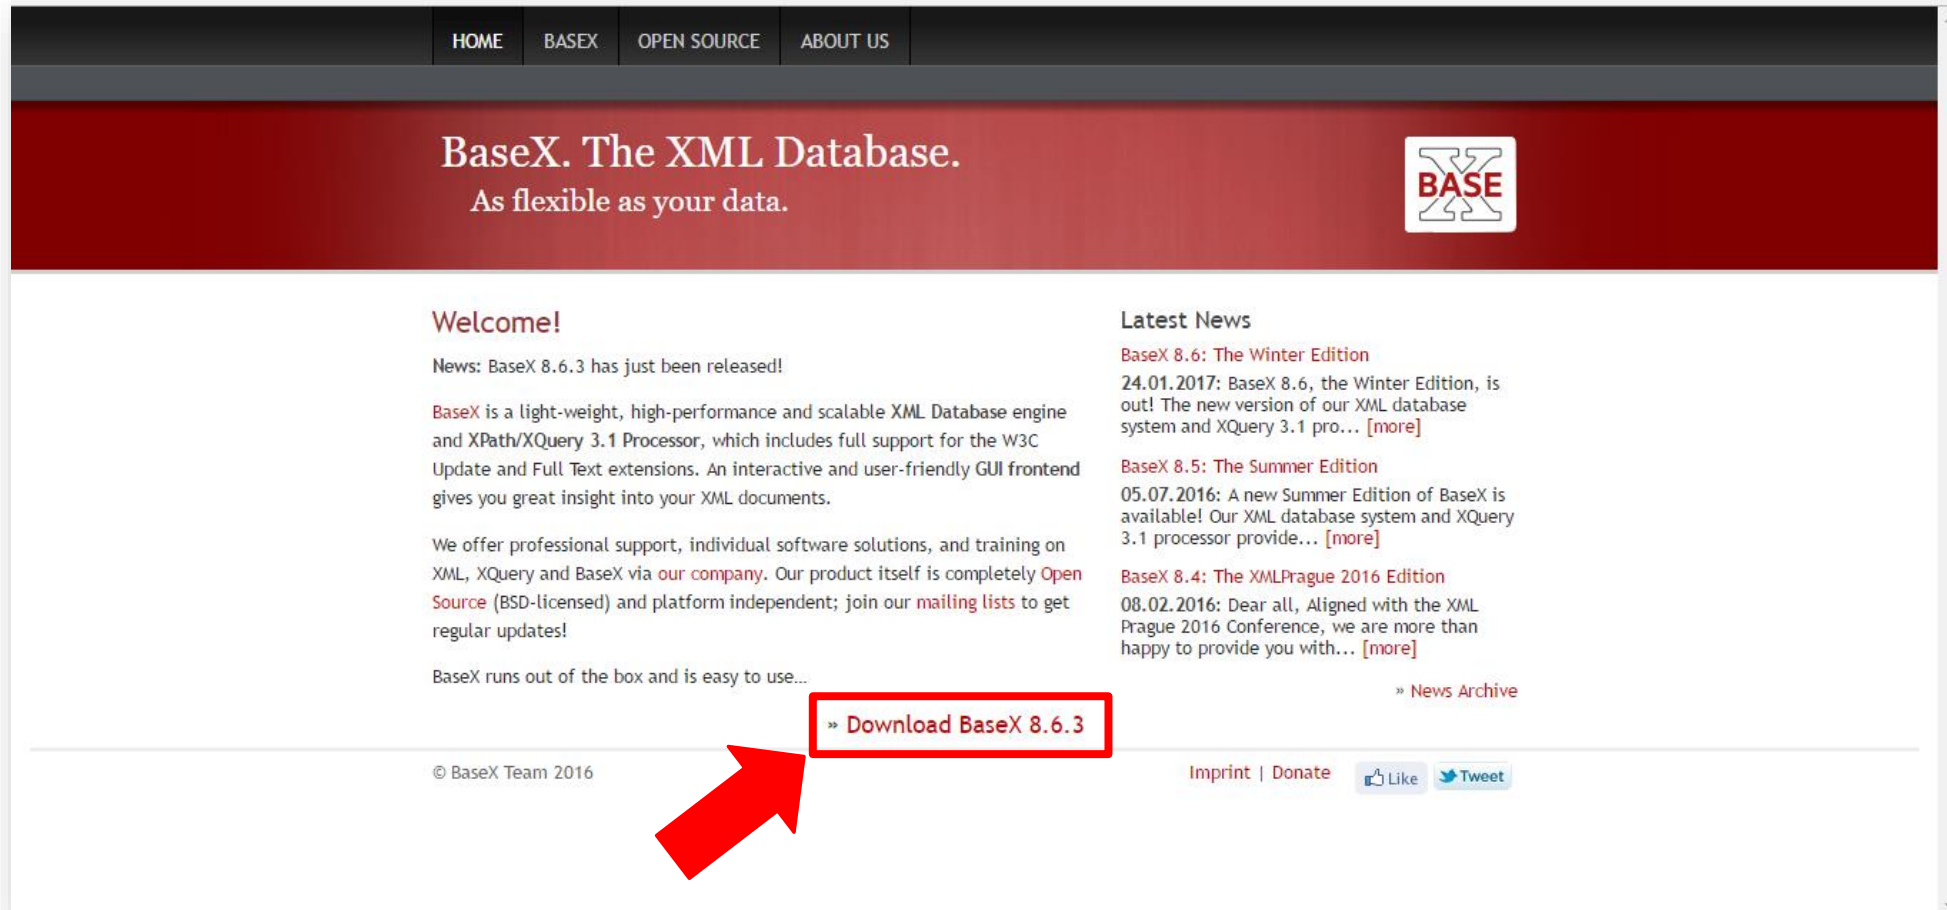 HOME BASEX OPEN SOURCE ABOUT US
BaseX. The XML Database.
As flexible as your data.
BASE X
Welcome!
News: BaseX 8.6.3 has just been released!
BaseX is a light-weight, high-performance and scalable XML Database engine
and XPath/XQuery 3.1 Processor, which includes full support for the W3C
Update and Full Text extensions. An interactive and user-friendly GUI frontend
gives you great insight into your XML documents.
We offer professional support, individual software solutions, and training on
XML, XQuery and BaseX via our company. Our product itself is completely Open
Source (BSD-licensed) and platform independent; join our mailing lists to get
regular updates!
BaseX runs out of the box and is easy to use...
» Download BaseX 8.6.3
Latest News
BaseX 8.6: The Winter Edition
24.01.2017: BaseX 8.6, the Winter Edition, is
out! The new version of our XML database
system and XQuery 3.1 pro... [more]
BaseX 8.5: The Summer Edition
05.07.2016: A new Summer Edition of BaseX is
available! Our XML database system and XQuery
3.1 processor provide... [more]
BaseX 8.4: The XMLPrague 2016 Edition
08.02.2016: Dear all, Aligned with the XML
Prague 2016 Conference, we are more than
happy to provide you with... [more]
» News Archive
© BaseX Team 2016
Imprint | Donate
Like
Tweet